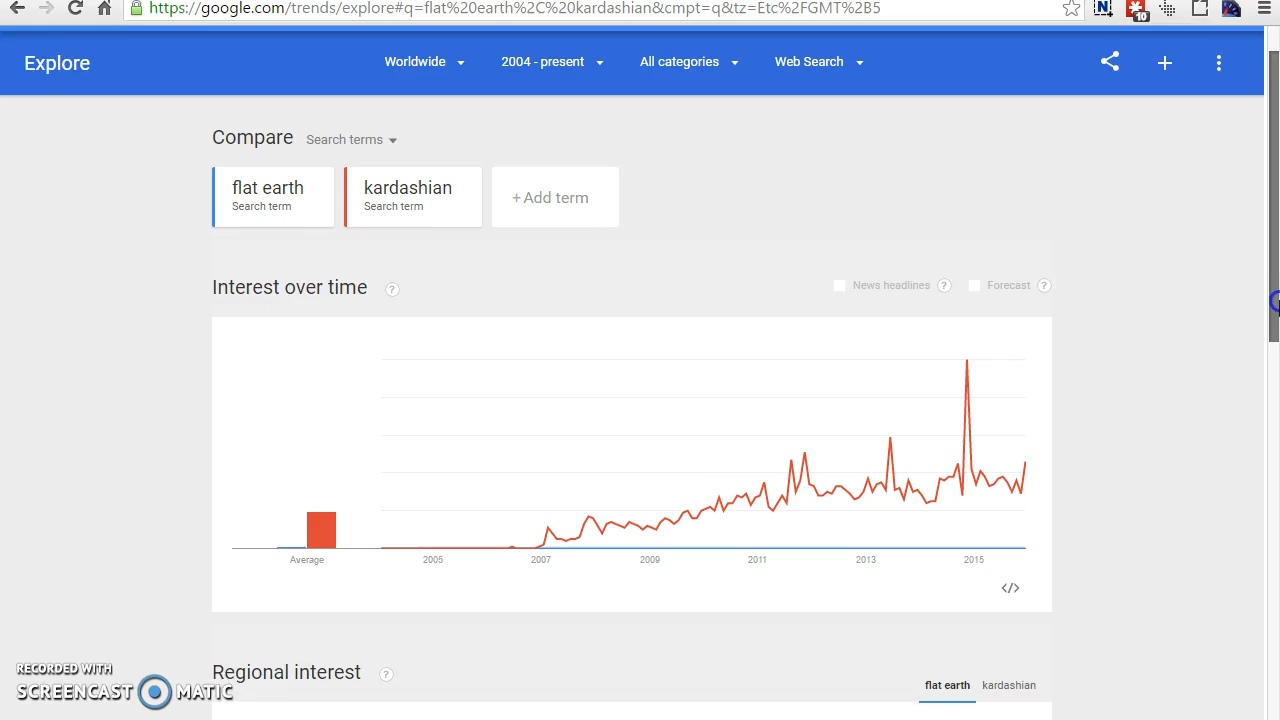 https://google.com/trends/explore#q=flat%20earth%2C%20kardashian&cmpt=q&tz=Etc%2FGMT%2B5
N
10
Explore
Worldwide
2004 - present
All categories
Web Search
Compare
Search terms
flat earth
Search term
kardashian
Search term
+ Add term
Interest over time
?
News headlines
?
Forecast
?
Average
2005
2007
2009
2011
2013
2015
</>
Regional interest
?
flat earth
kardashian
RECORDED WITH
SCREENCAST MATIC